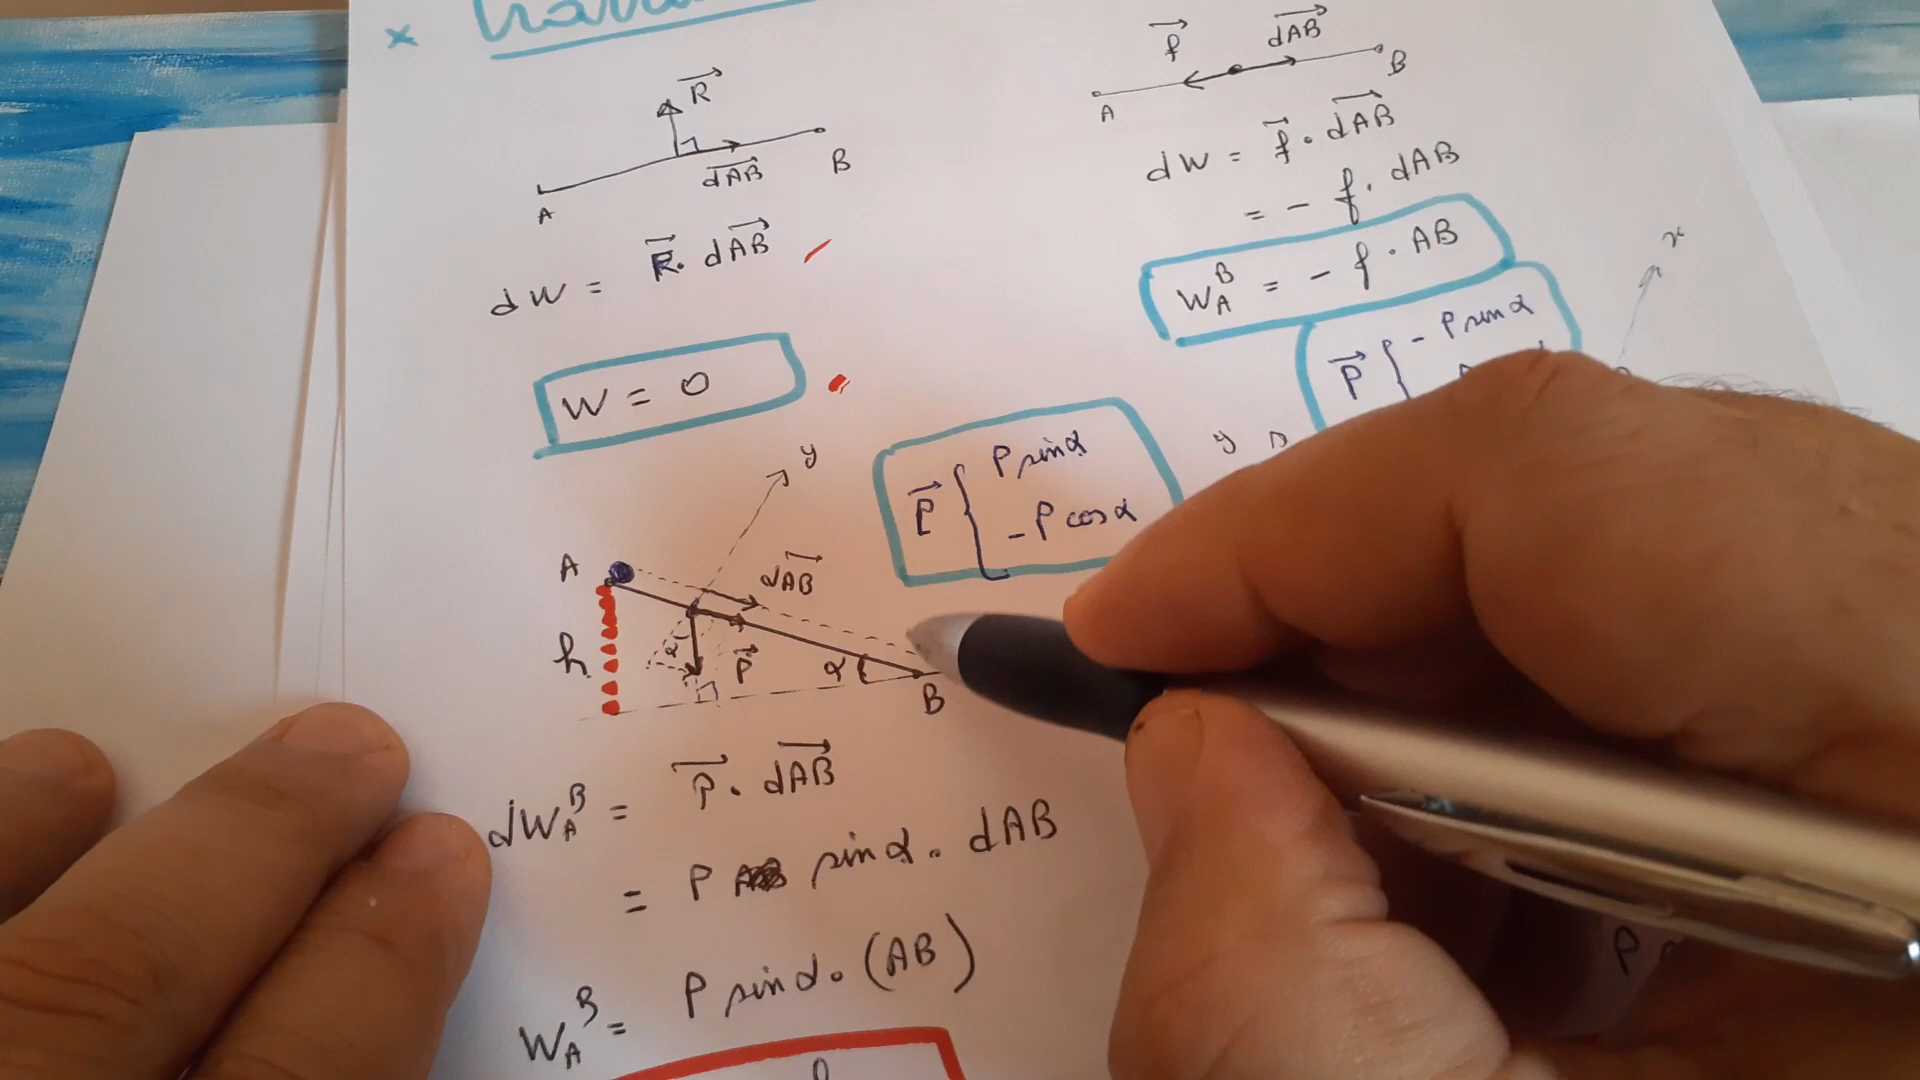 x
R
dAB
A
B
dW = R . dAB
W = 0
f
dAB
A
B
dW = f . dAB
= - f . dAB
W_A^B = - f . AB
x
P { - P sin α
y
P { P sin α
- P cos α
y
A
dAB
h
α
P
α
B
dW_A^B = P . dAB
= P sin α . dAB
W_A^B = P sin α . (AB)
P